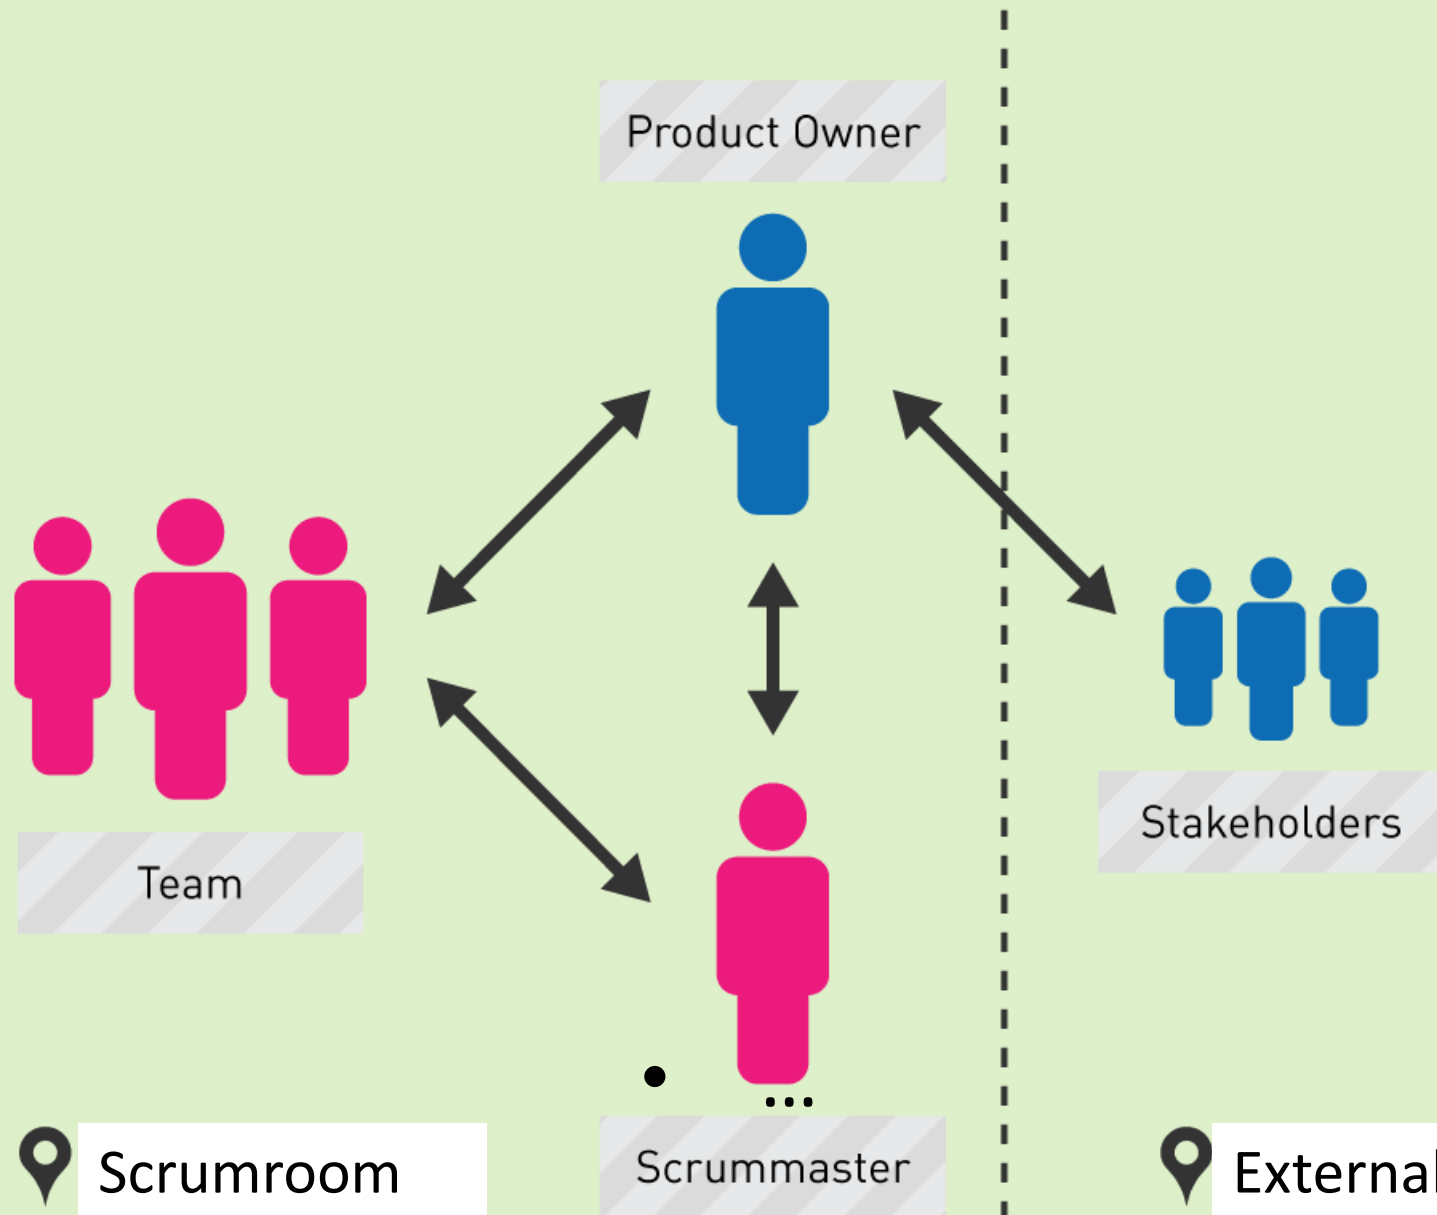 Product Owner
Stakeholders
Team
•
...
Scrummaster
Scrumroom
External